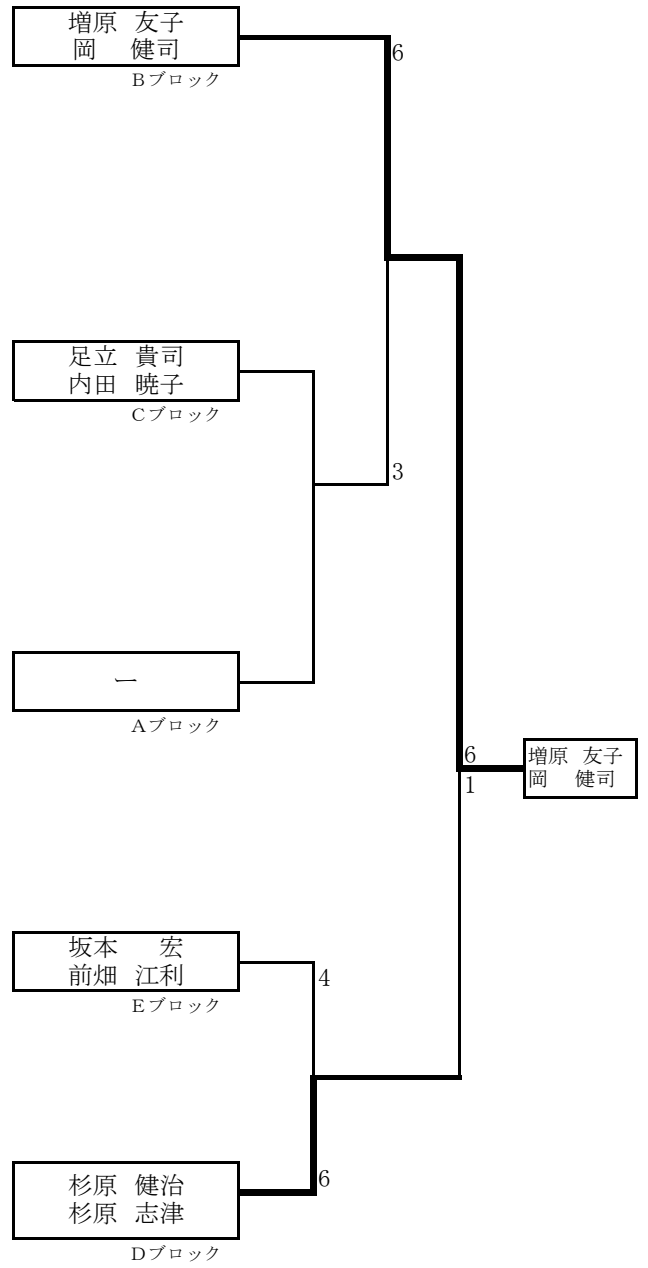 増原 友子
岡 健司
Bブロック
6
足立 貴司
内田 暁子
Cブロック
3
ー
Aブロック
6
1
増原 友子
岡 健司
坂本 宏
前畑 江利
Eブロック
4
杉原 健治
杉原 志津
Dブロック
6